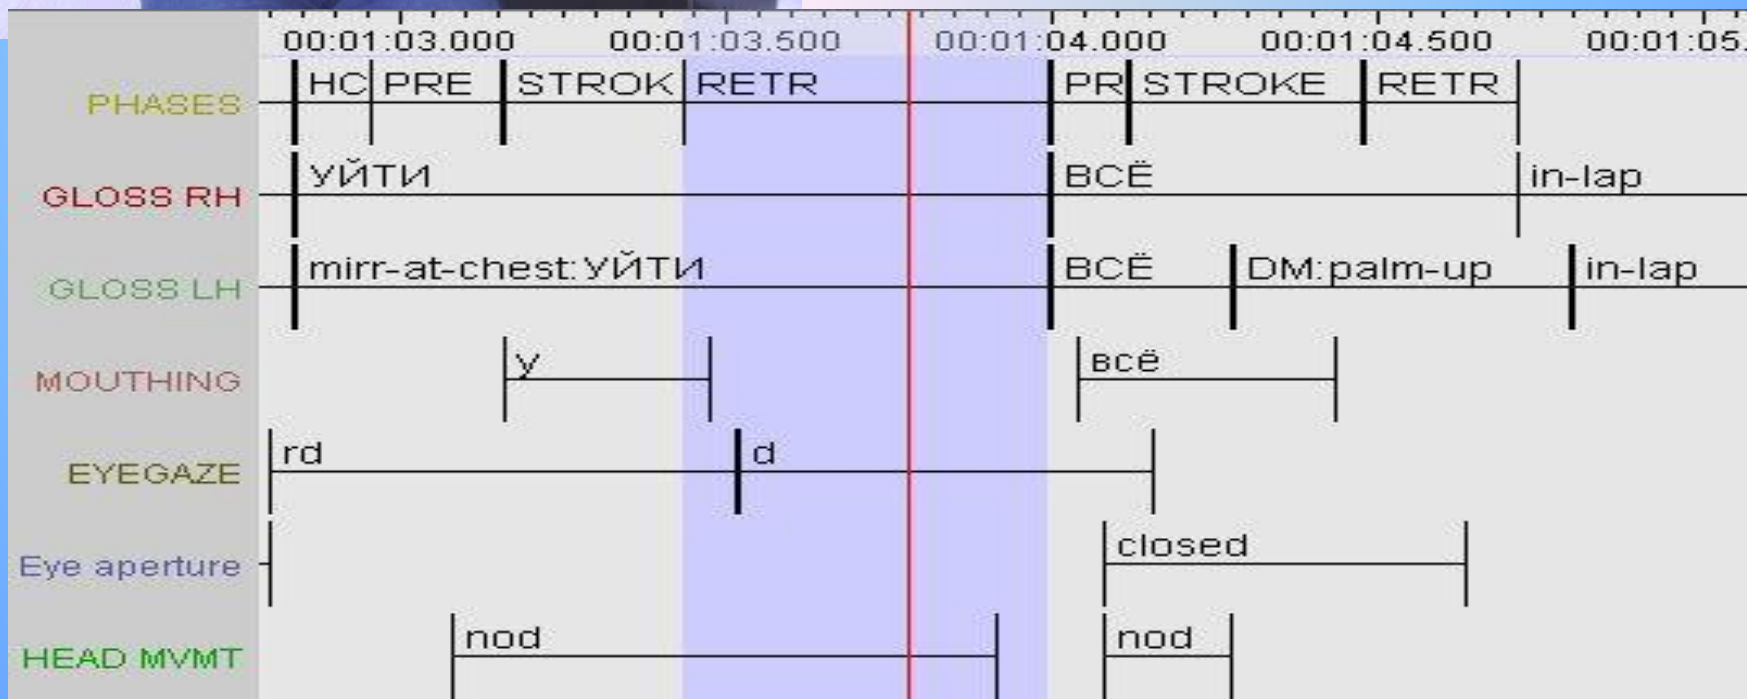 00:01:03.000 00:01:03.500 00:01:04.000 00:01:04.500 00:01:05.
PHASES HC PRE STROK RETR PR STROKE RETR
GLOSS RH УЙТИ ВСЁ in-lap
GLOSS LH mirr-at-chest:УЙТИ ВСЁ DM:palm-up in-lap
MOUTHING у всё
EYEGAZE rd d
Eye aperture closed
HEAD MVMT nod nod